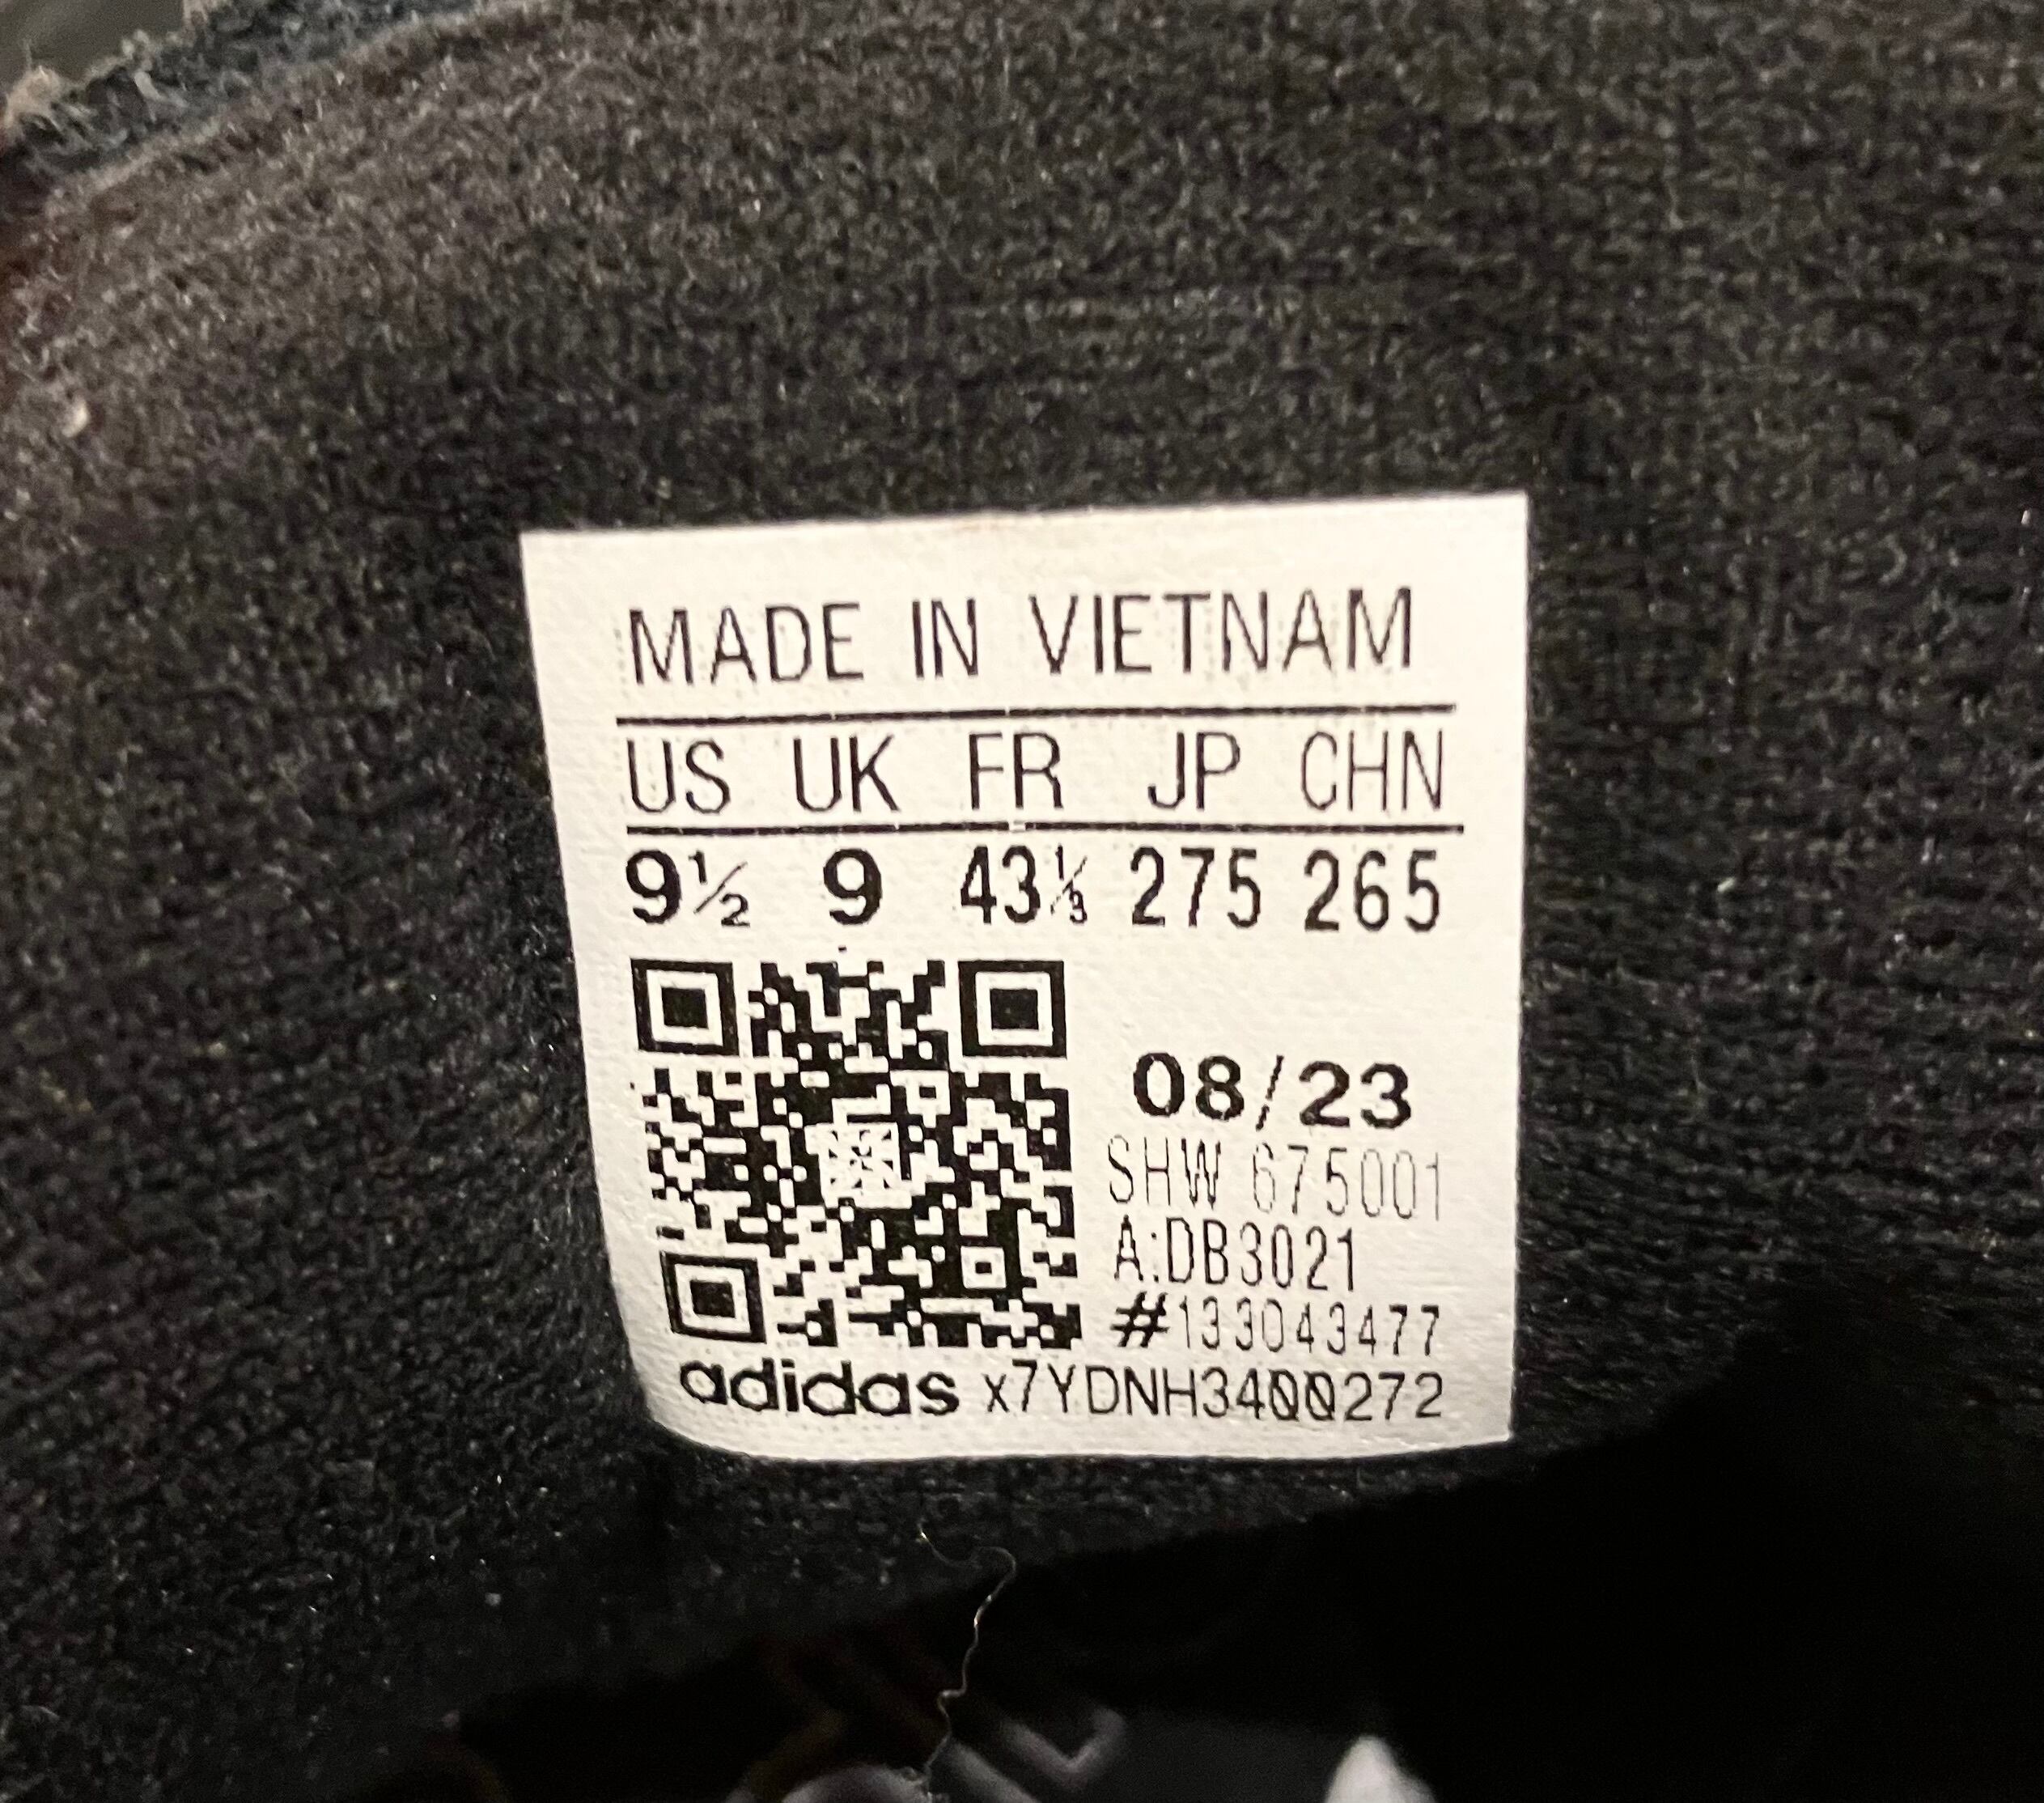 MADE IN VIETNAM
US UK FR JP CHN
9½ 9 43⅓ 275 265
08/23
SHW 675001
A:DB3021
#133043477
adidas x7YDNH3400272